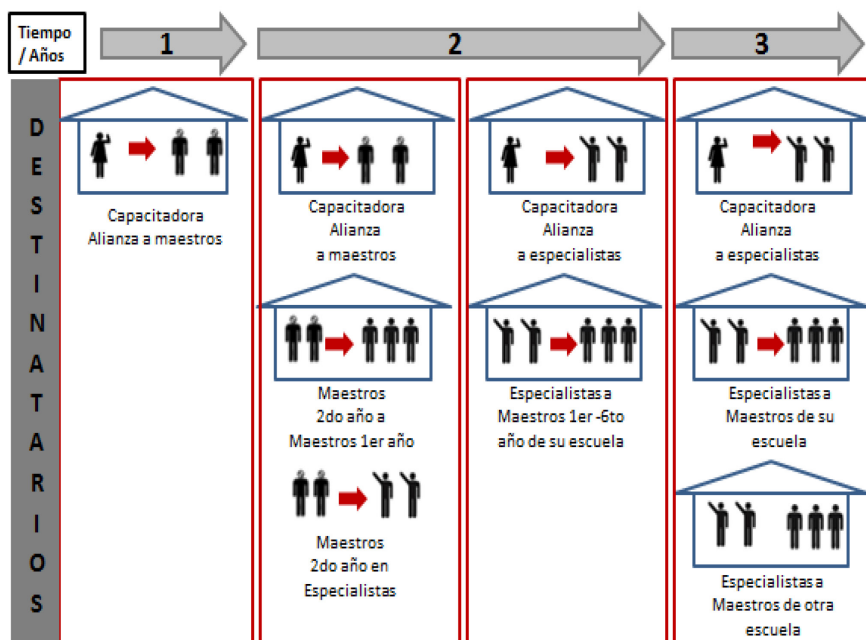 Tiempo
/ Años
1
2
3
DESTINATARIOS
Capacitadora
Alianza a maestros
Capacitadora
Alianza
a maestros
Maestros
2do año a
Maestros 1er año
Maestros
2do año en
Especialistas
Capacitadora
Alianza
a especialistas
Especialistas a
Maestros 1er -6to
año de su escuela
Capacitadora
Alianza
a especialistas
Especialistas a
Maestros de su
escuela
Especialistas a
Maestros de otra
escuela